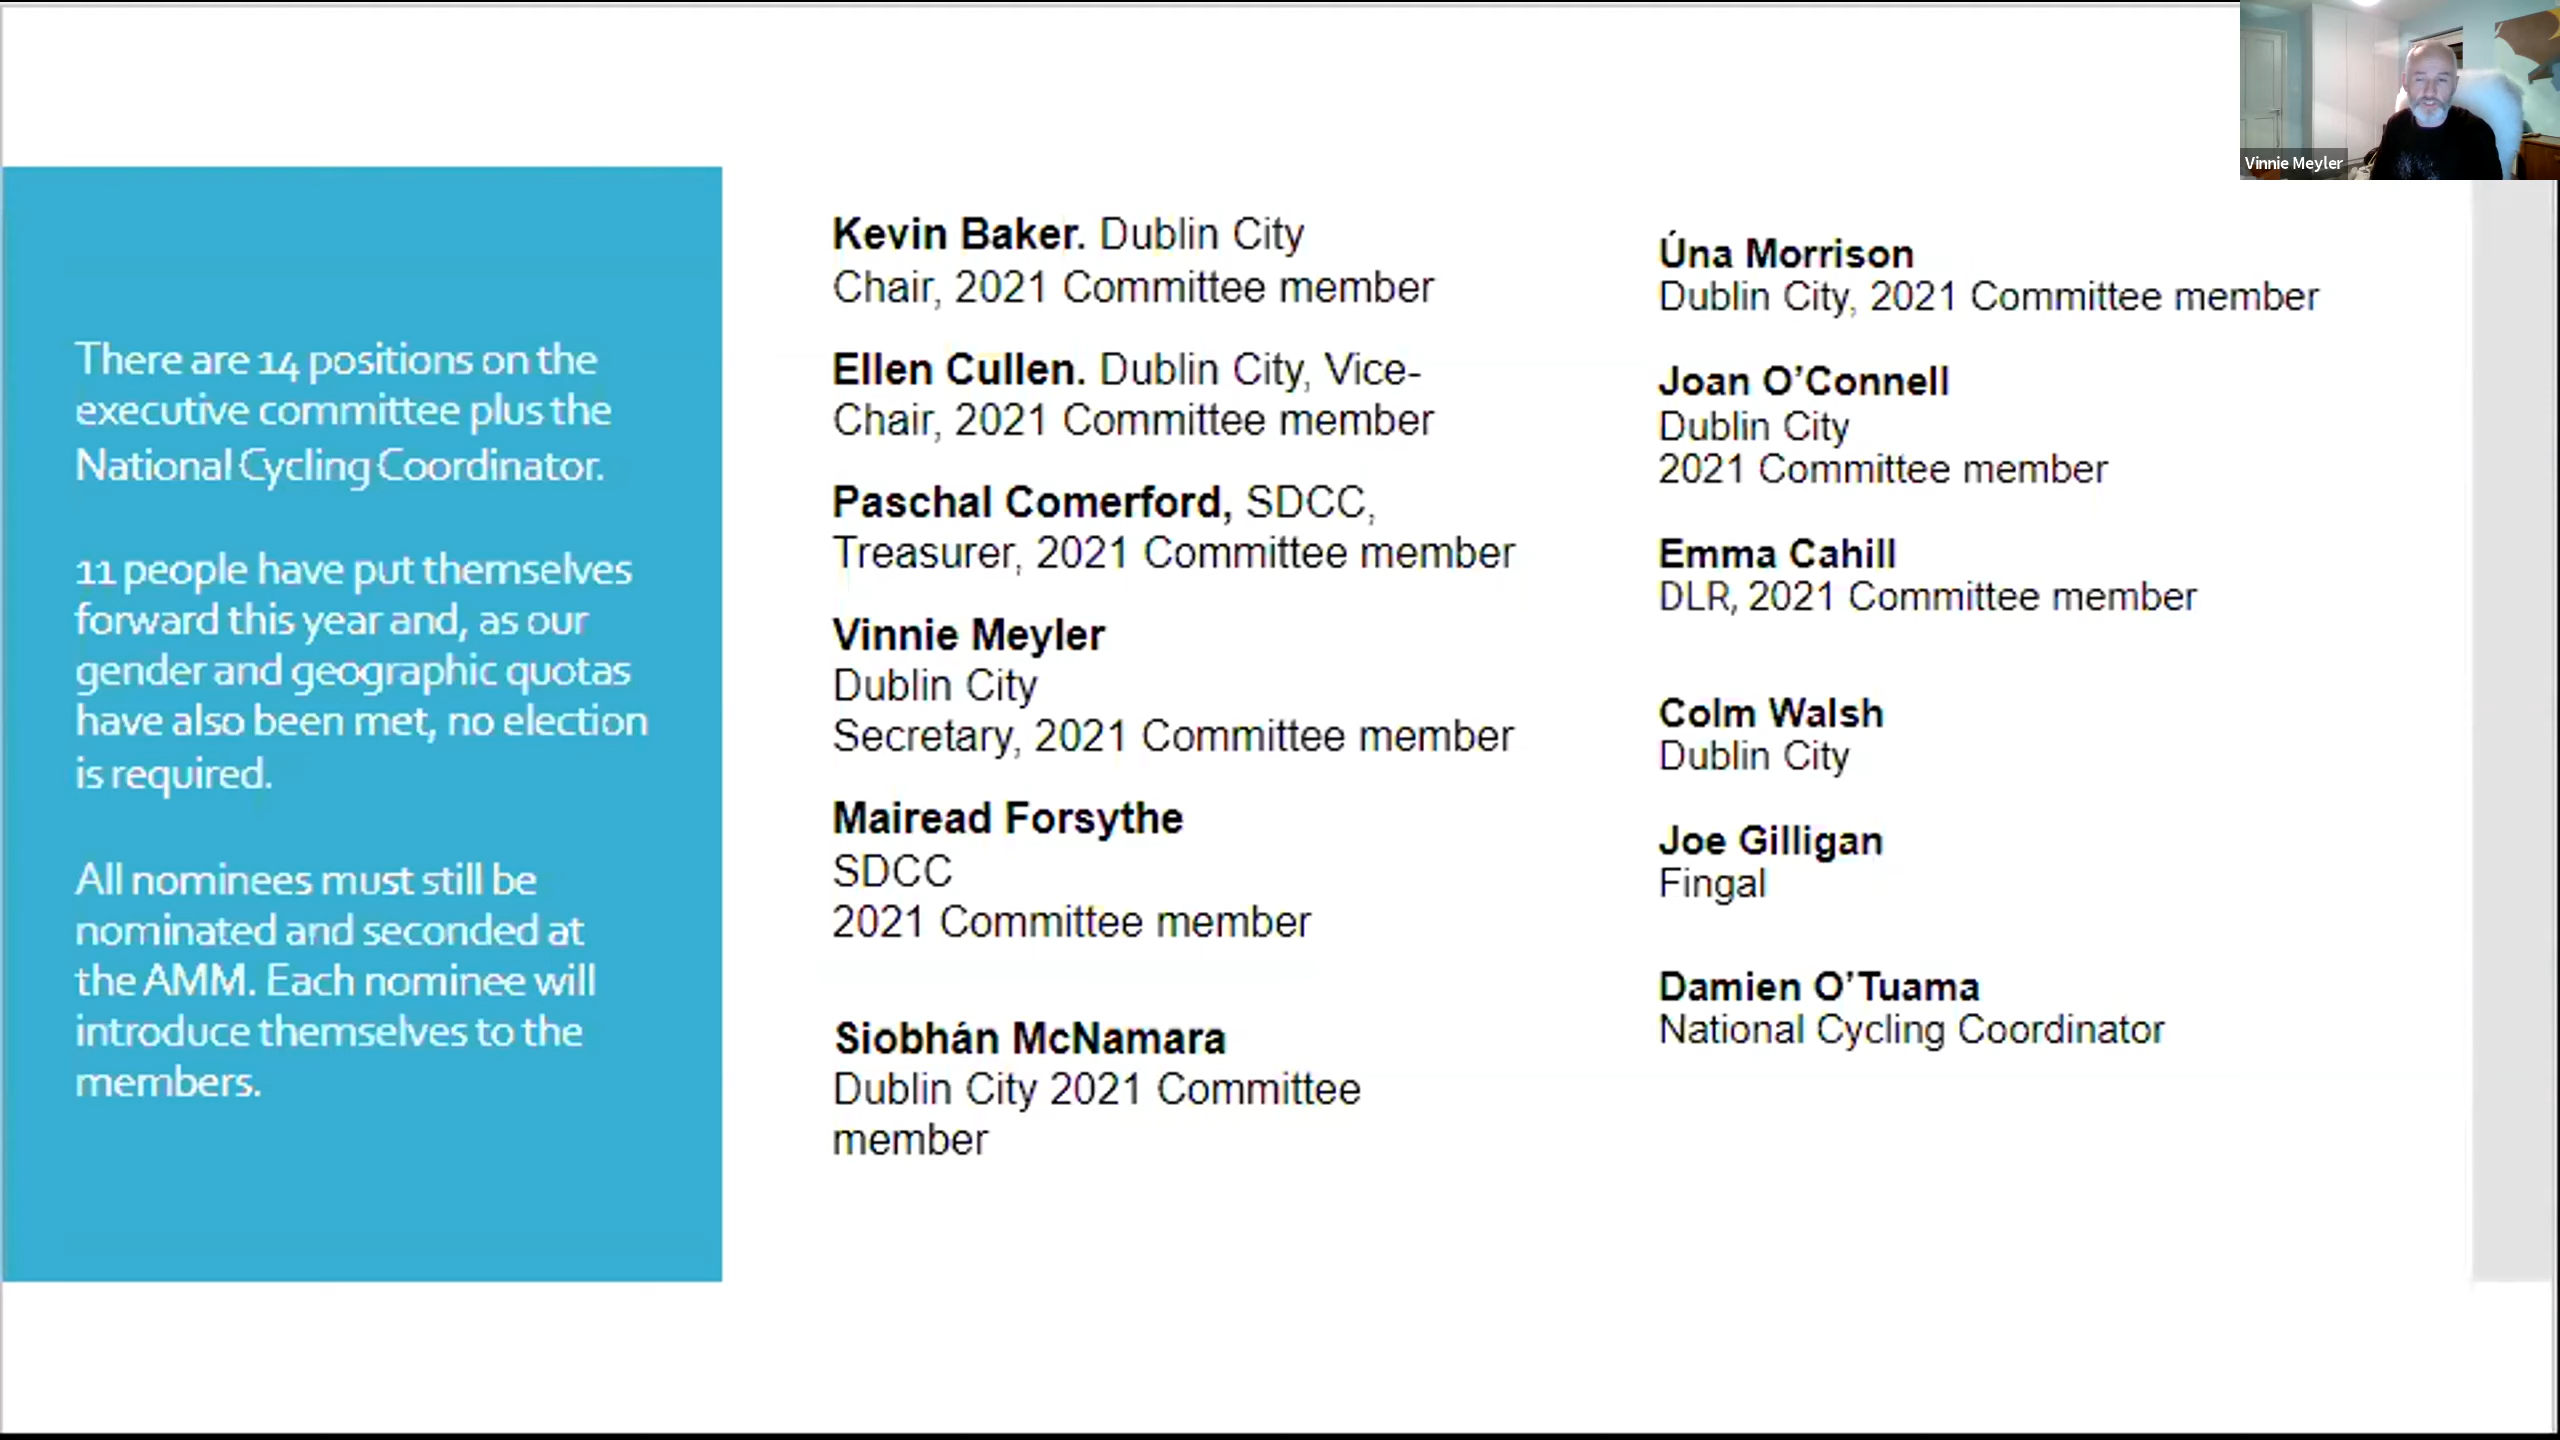 There are 14 positions on the
executive committee plus the
National Cycling Coordinator.
11 people have put themselves
forward this year and, as our
gender and geographic quotas
have also been met, no election
is required.
All nominees must still be
nominated and seconded at
the AMM. Each nominee will
introduce themselves to the
members.
Kevin Baker. Dublin City
Chair, 2021 Committee member
Ellen Cullen. Dublin City, Vice-
Chair, 2021 Committee member
Paschal Comerford, SDCC,
Treasurer, 2021 Committee member
Vinnie Meyler
Dublin City
Secretary, 2021 Committee member
Mairead Forsythe
SDCC
2021 Committee member
Siobhán McNamara
Dublin City 2021 Committee
member
Úna Morrison
Dublin City, 2021 Committee member
Joan O’Connell
Dublin City
2021 Committee member
Emma Cahill
DLR, 2021 Committee member
Colm Walsh
Dublin City
Joe Gilligan
Fingal
Damien O’Tuama
National Cycling Coordinator
Vinnie Meyler